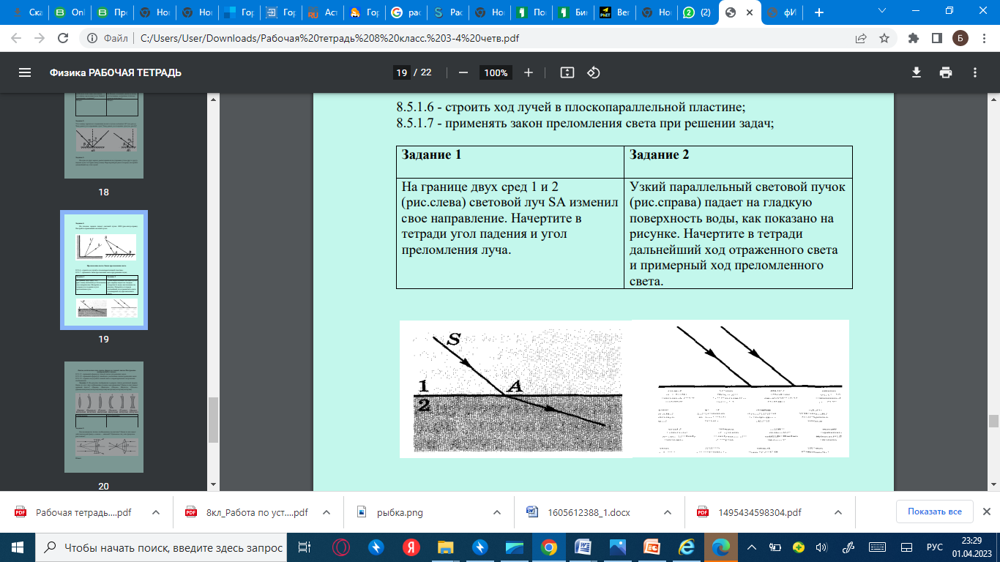 Ска
Onl
Пре
Нов
Нов
Гор
Гор
Аст
Гор
рас
Рас
Нов
Пои
Бин
Вег
Нов
(2)
фИ
Файл
C:/Users/User/Downloads/Рабочая%20тетрадь%208%20класс.%203-4%20четв.pdf
Б
Физика РАБОЧАЯ ТЕТРАДЬ
19 / 22
100%
18
19
20
8.5.1.6 - строить ход лучей в плоскопараллельной пластине;
8.5.1.7 - применять закон преломления света при решении задач;
Задание 1
На границе двух сред 1 и 2
(рис.слева) световой луч SA изменил
свое направление. Начертите в
тетради угол падения и угол
преломления луча.
Задание 2
Узкий параллельный световой пучок
(рис.справа) падает на гладкую
поверхность воды, как показано на
рисунке. Начертите в тетради
дальнейший ход отраженного света
и примерный ход преломленного
света.
S
1
A
2
Рабочая тетрадь....pdf
8кл_Работа по уст....pdf
рыбка.png
1605612388_1.docx
1495434598304.pdf
Показать все
Чтобы начать поиск, введите здесь запрос
РУС
23:29
01.04.2023